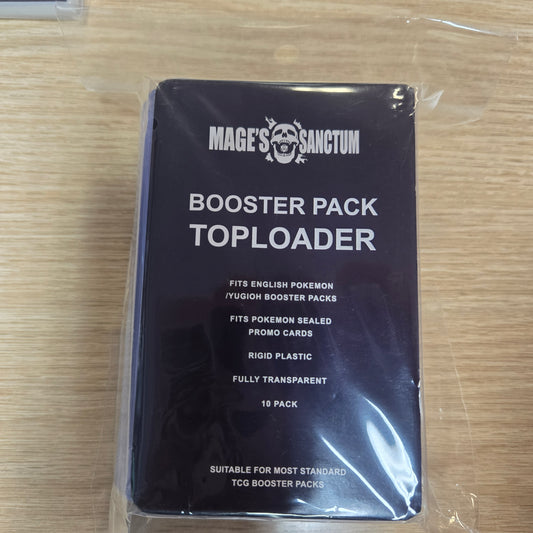 MAGE'S SANCTUM
BOOSTER PACK
TOPLOADER
FITS ENGLISH POKEMON
/YUGIOH BOOSTER PACKS
FITS POKEMON SEALED
PROMO CARDS
RIGID PLASTIC
FULLY TRANSPARENT
10 PACK
SUITABLE FOR MOST STANDARD
TCG BOOSTER PACKS